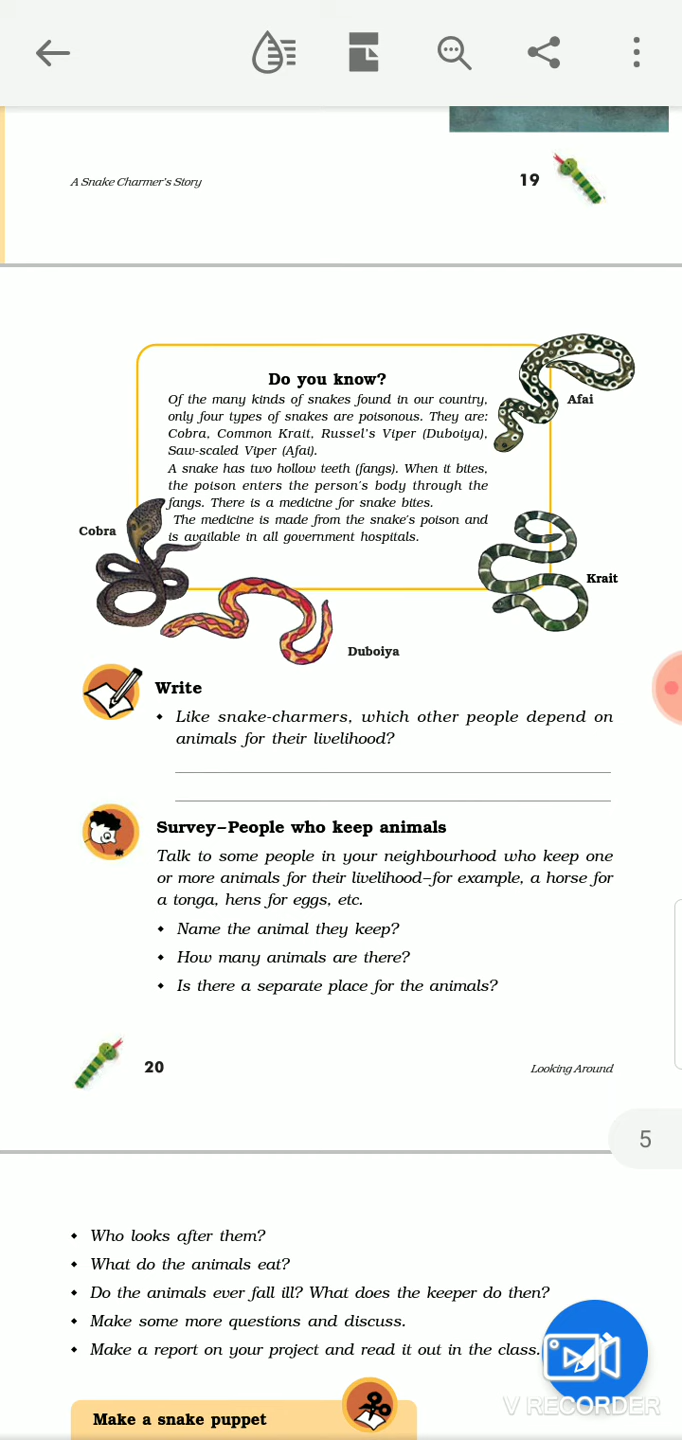 A Snake Charmer's Story
19
Do you know?
Of the many kinds of snakes found in our country,
only four types of snakes are poisonous. They are:
Cobra, Common Krait, Russel's Viper (Duboiya),
Saw-scaled Viper (Afai).
A snake has two hollow teeth (fangs). When it bites,
the poison enters the person's body through the
fangs. There is a medicine for snake bites.
The medicine is made from the snake's poison and
is available in all government hospitals.
Afai
Cobra
Krait
Duboiya
Write
Like snake-charmers, which other people depend on
animals for their livelihood?
Survey–People who keep animals
Talk to some people in your neighbourhood who keep one
or more animals for their livelihood–for example, a horse for
a tonga, hens for eggs, etc.
Name the animal they keep?
How many animals are there?
Is there a separate place for the animals?
20
Looking Around
5
Who looks after them?
What do the animals eat?
Do the animals ever fall ill? What does the keeper do then?
Make some more questions and discuss.
Make a report on your project and read it out in the class.
V RECORDER
Make a snake puppet